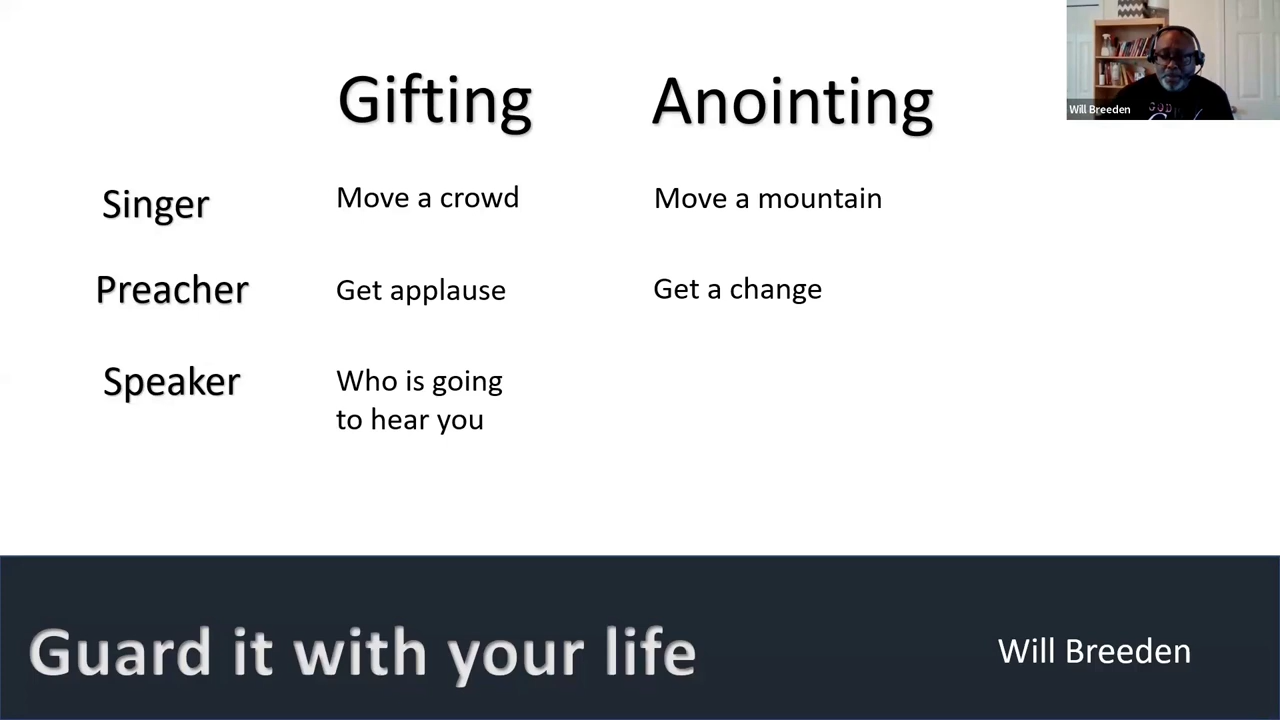 Gifting Anointing
Singer Move a crowd Move a mountain
Preacher Get applause Get a change
Speaker Who is going
to hear you
Guard it with your life
Will Breeden
Will Breeden
GOD